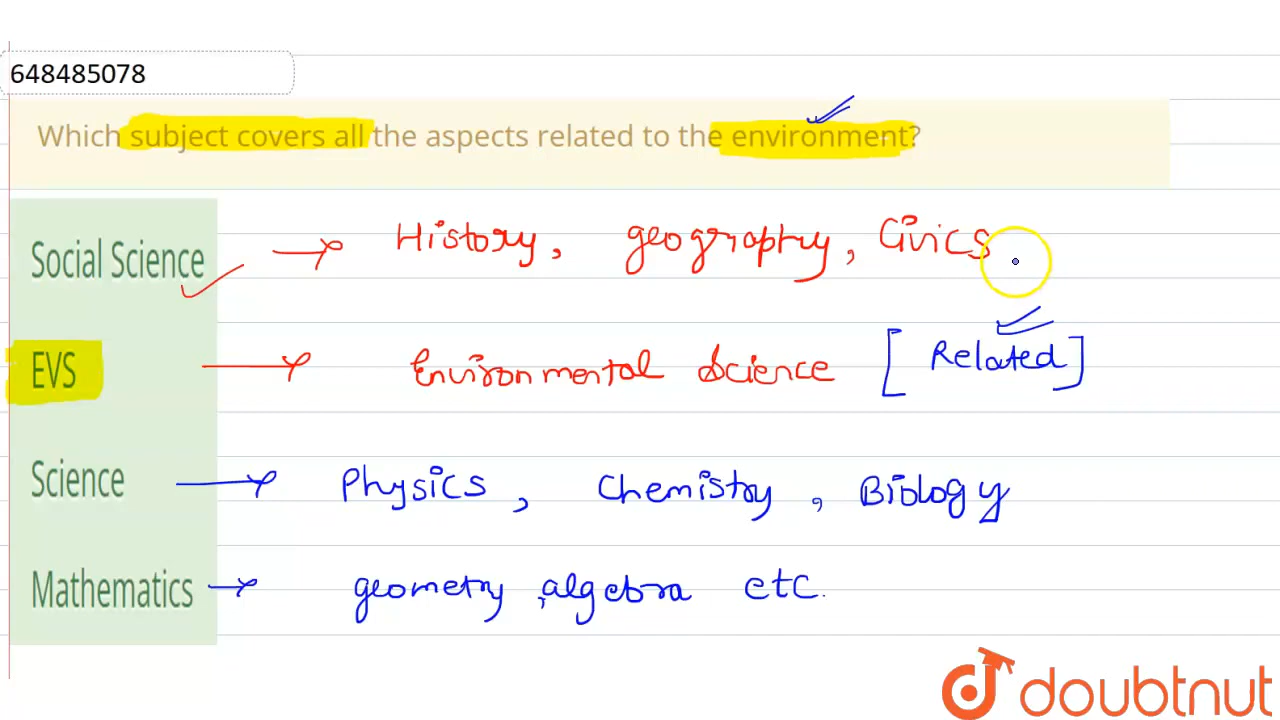 648485078
Which subject covers all the aspects related to the environment?
Social Science → History, geography, Civics
EVS → Environmental Science [Related]
Science → Physics, Chemistry, Biology
Mathematics → geometry, algebra etc.
doubtnut